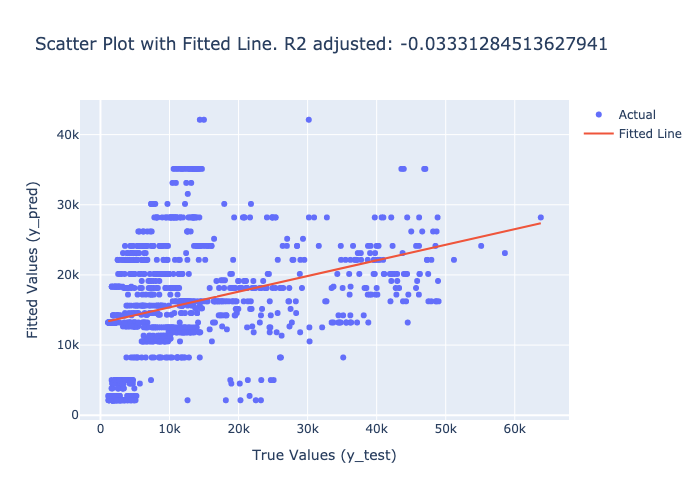 Scatter Plot with Fitted Line. R2 adjusted: -0.03331284513627941
Actual
Fitted Line
40k
30k
20k
10k
0
Fitted Values (y_pred)
0 10k 20k 30k 40k 50k 60k
True Values (y_test)